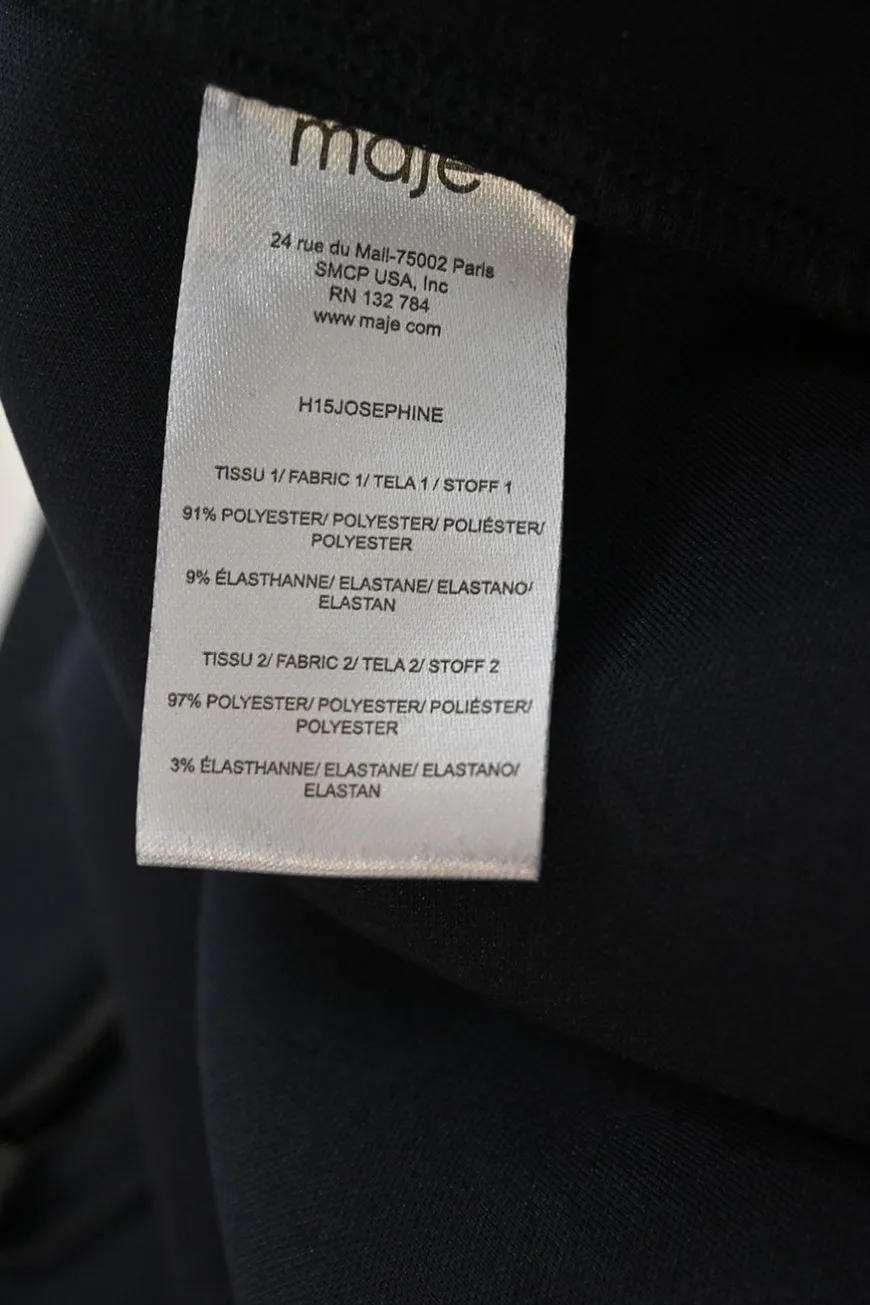 maje
24 rue du Mail-75002 Paris
SMCP USA, Inc
RN 132 784
www maje com
H15JOSEPHINE
TISSU 1/ FABRIC 1/ TELA 1 / STOFF 1
91% POLYESTER/ POLYESTER/ POLIÉSTER/
POLYESTER
9% ÉLASTHANNE/ ELASTANE/ ELASTANO/
ELASTAN
TISSU 2/ FABRIC 2/ TELA 2/ STOFF 2
97% POLYESTER/ POLYESTER/ POLIÉSTER/
POLYESTER
3% ÉLASTHANNE/ ELASTANE/ ELASTANO/
ELASTAN